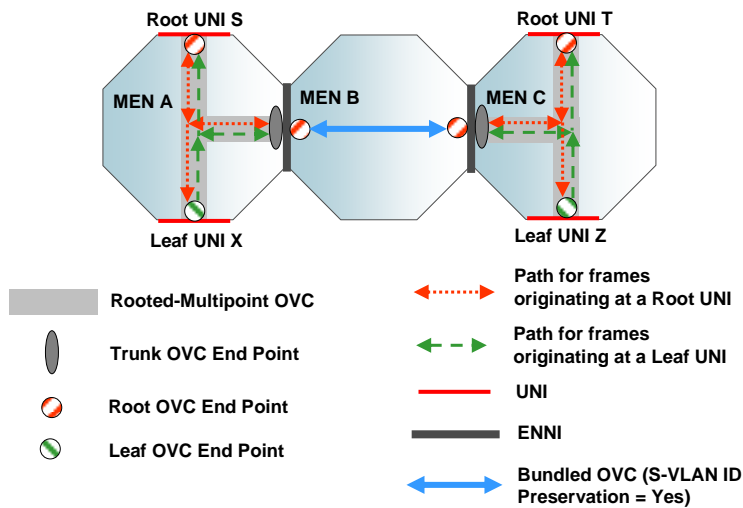 Root UNI S
Root UNI T
MEN A
MEN B
MEN C
Leaf UNI X
Leaf UNI Z
Rooted-Multipoint OVC
Trunk OVC End Point
Root OVC End Point
Leaf OVC End Point
Path for frames
originating at a Root UNI
Path for frames
originating at a Leaf UNI
UNI
ENNI
Bundled OVC (S-VLAN ID
Preservation = Yes)